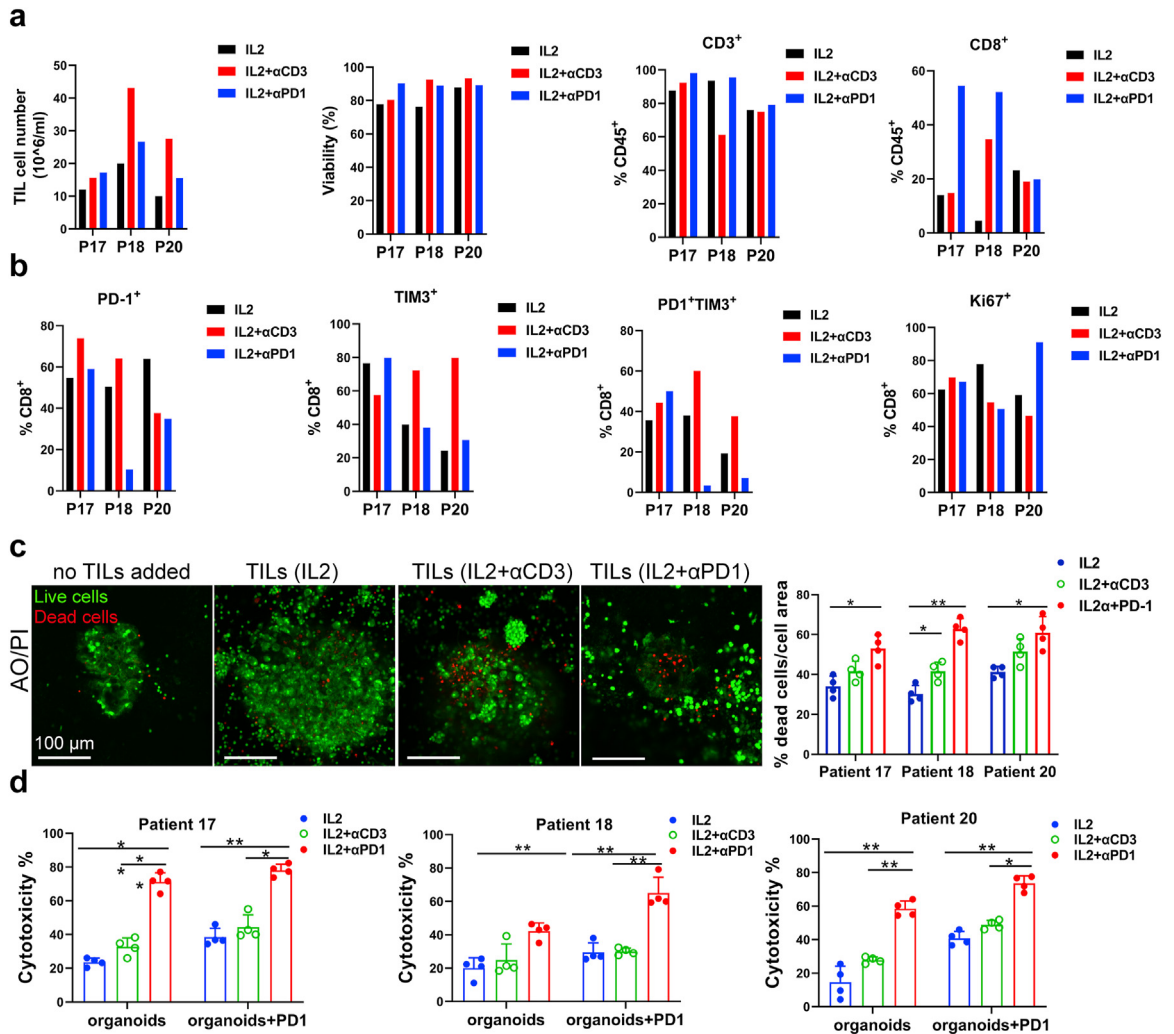 a
IL2
IL2+αCD3
IL2+αPD1
TIL cell number
(10^6/ml)
50
40
30
20
10
0
P17 P18 P20
IL2
IL2+αCD3
IL2+αPD1
Viability (%)
100
80
60
40
20
0
P17 P18 P20
CD3+
IL2
IL2+αCD3
IL2+αPD1
% CD45+
100
80
60
40
20
0
P17 P18 P20
CD8+
IL2
IL2+αCD3
IL2+αPD1
% CD45+
60
40
20
0
P17 P18 P20
b
PD-1+
IL2
IL2+αCD3
IL2+αPD1
% CD8+
80
60
40
20
0
P17 P18 P20
TIM3+
IL2
IL2+αCD3
IL2+αPD1
% CD8+
100
80
60
40
20
0
P17 P18 P20
PD1+TIM3+
IL2
IL2+αCD3
IL2+αPD1
% CD8+
80
60
40
20
0
P17 P18 P20
Ki67+
IL2
IL2+αCD3
IL2+αPD1
% CD8+
100
80
60
40
20
0
P17 P18 P20
c
no TILs added
TILs (IL2)
TILs (IL2+αCD3)
TILs (IL2+αPD1)
AO/PI
Live cells
Dead cells
100 µm
IL2
IL2+αCD3
IL2α+PD-1
% dead cells/cell area
80
60
40
20
0
* ** *
*
Patient 17 Patient 18 Patient 20
d
Patient 17
IL2
IL2+αCD3
IL2+αPD1
Cytotoxicity %
100
80
60
40
20
0
* **
* *
*
*
organoids organoids+PD1
Patient 18
IL2
IL2+αCD3
IL2+αPD1
Cytotoxicity %
100
80
60
40
20
0
** **
**
organoids organoids+PD1
Patient 20
IL2
IL2+αCD3
IL2+αPD1
Cytotoxicity %
100
80
60
40
20
0
** **
** *
organoids organoids+PD1